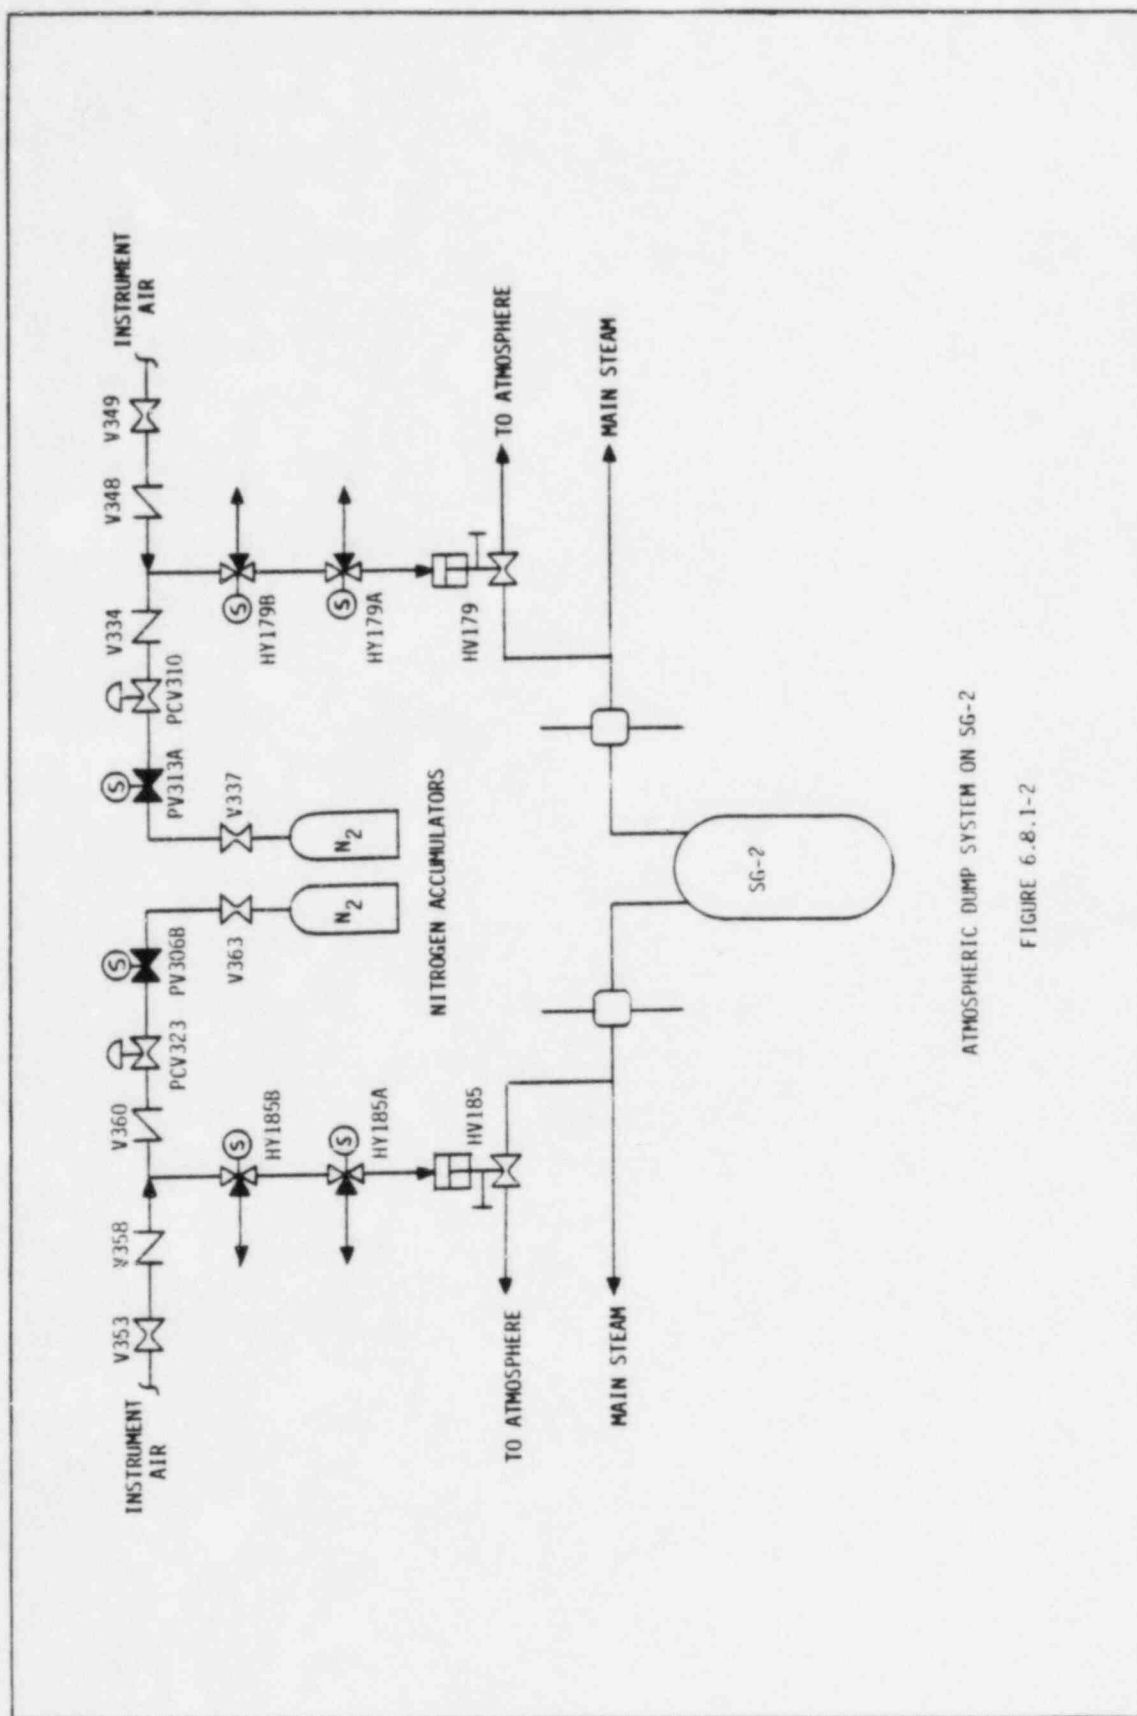 INSTRUMENT
AIR
V353
V358
V360
PCV323
PV306B
S
V363
N2
HY185B
S
HY185A
S
HV185
TO ATMOSPHERE
MAIN STEAM
NITROGEN ACCUMULATORS
N2
V337
S
PV313A
PCV310
V334
V348
V349
INSTRUMENT
AIR
S
HY179B
S
HY179A
HV179
TO ATMOSPHERE
MAIN STEAM
SG-2
ATMOSPHERIC DUMP SYSTEM ON SG-2
FIGURE 6.8.1-2